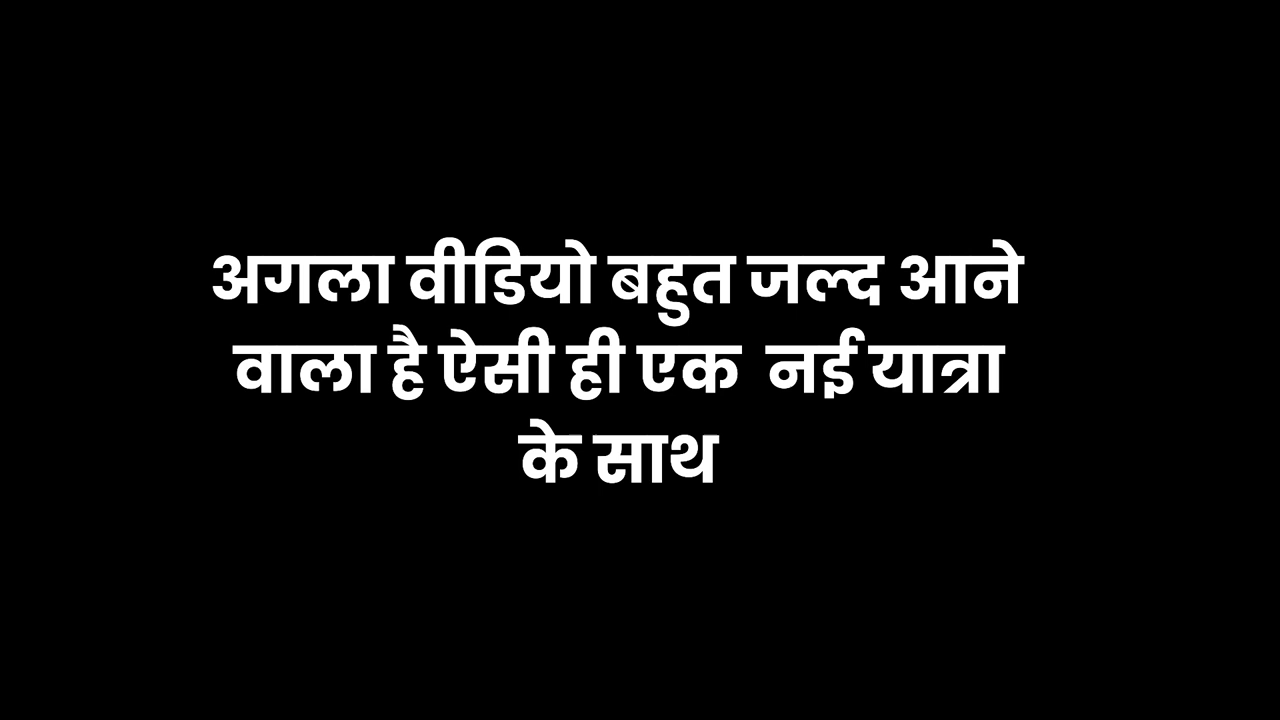 अगला वीडियो बहुत जल्द आने
वाला है ऐसी ही एक  नई यात्रा
के साथ